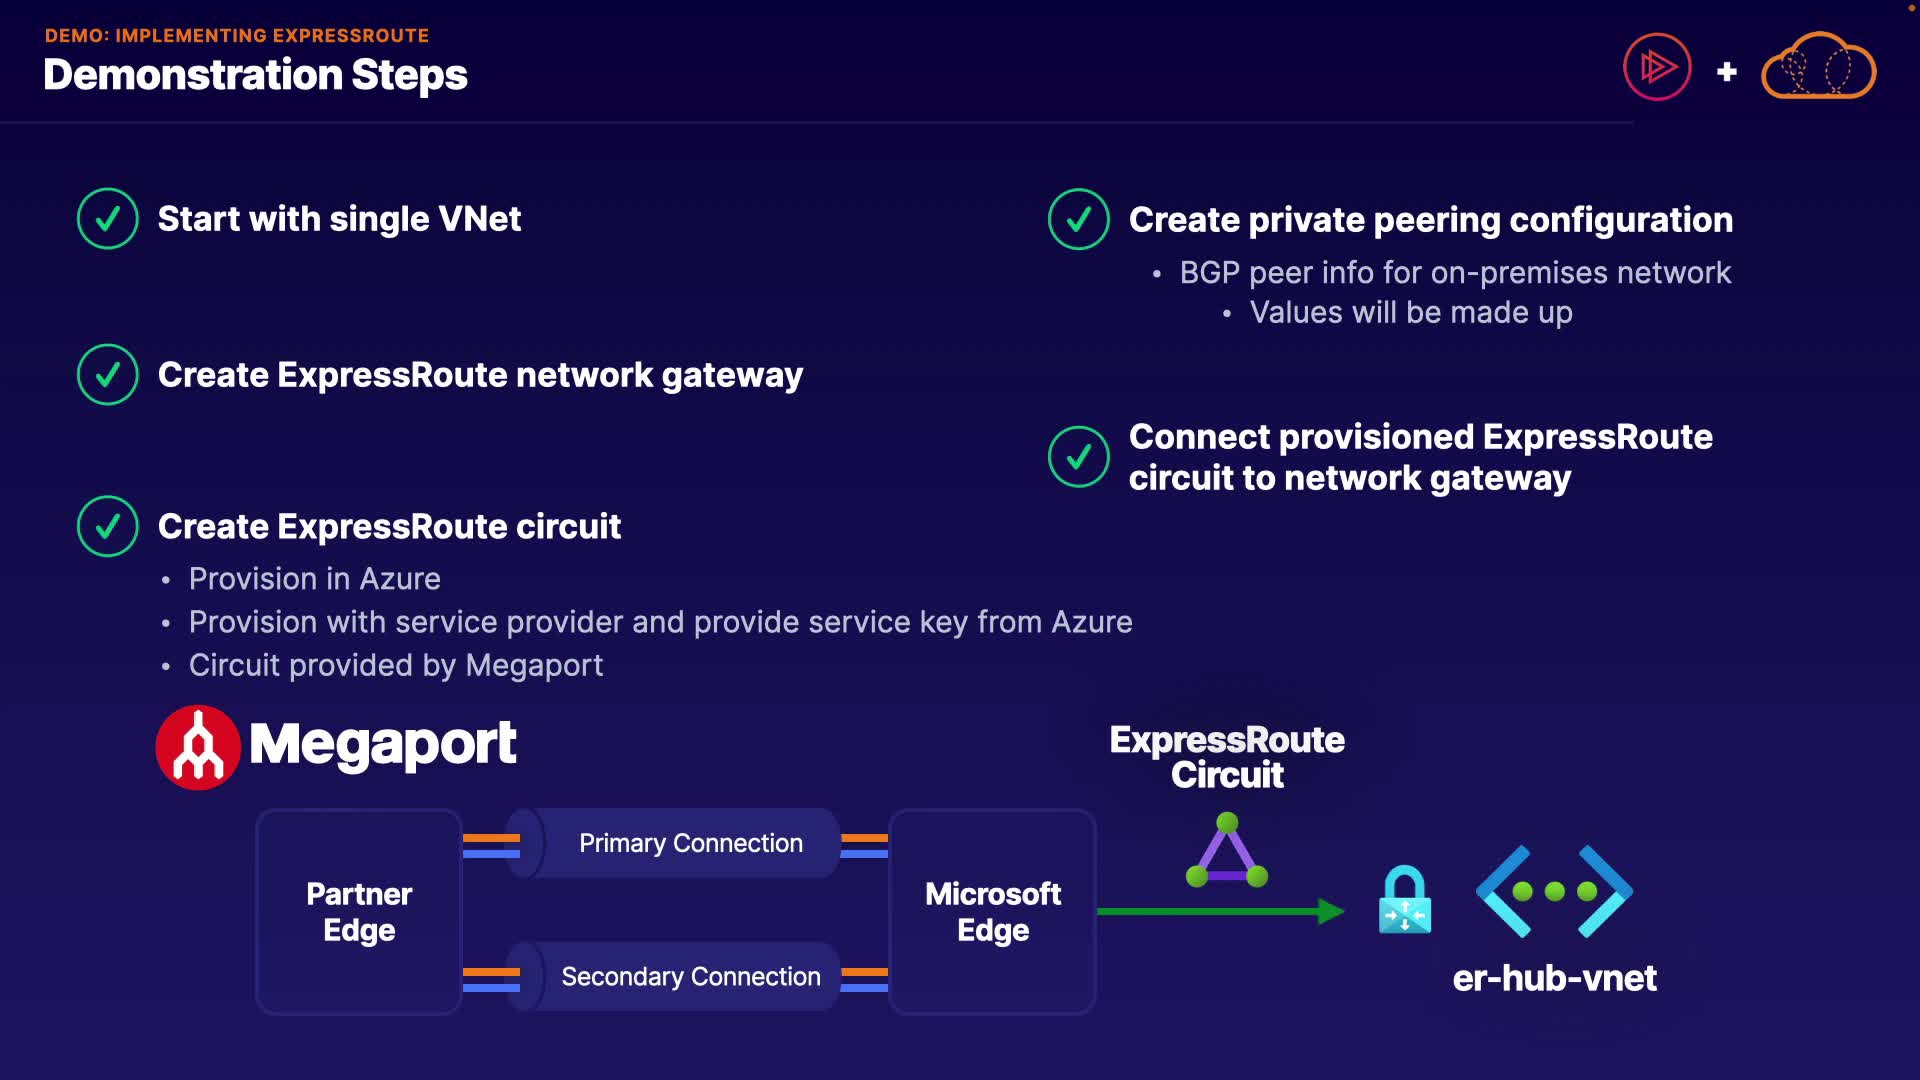 DEMO: IMPLEMENTING EXPRESSROUTE
Demonstration Steps
Start with single VNet
Create ExpressRoute network gateway
Create ExpressRoute circuit
• Provision in Azure
• Provision with service provider and provide service key from Azure
• Circuit provided by Megaport
Create private peering configuration
• BGP peer info for on-premises network
• Values will be made up
Connect provisioned ExpressRoute
circuit to network gateway
Megaport
ExpressRoute
Circuit
Partner
Edge
Primary Connection
Secondary Connection
Microsoft
Edge
er-hub-vnet